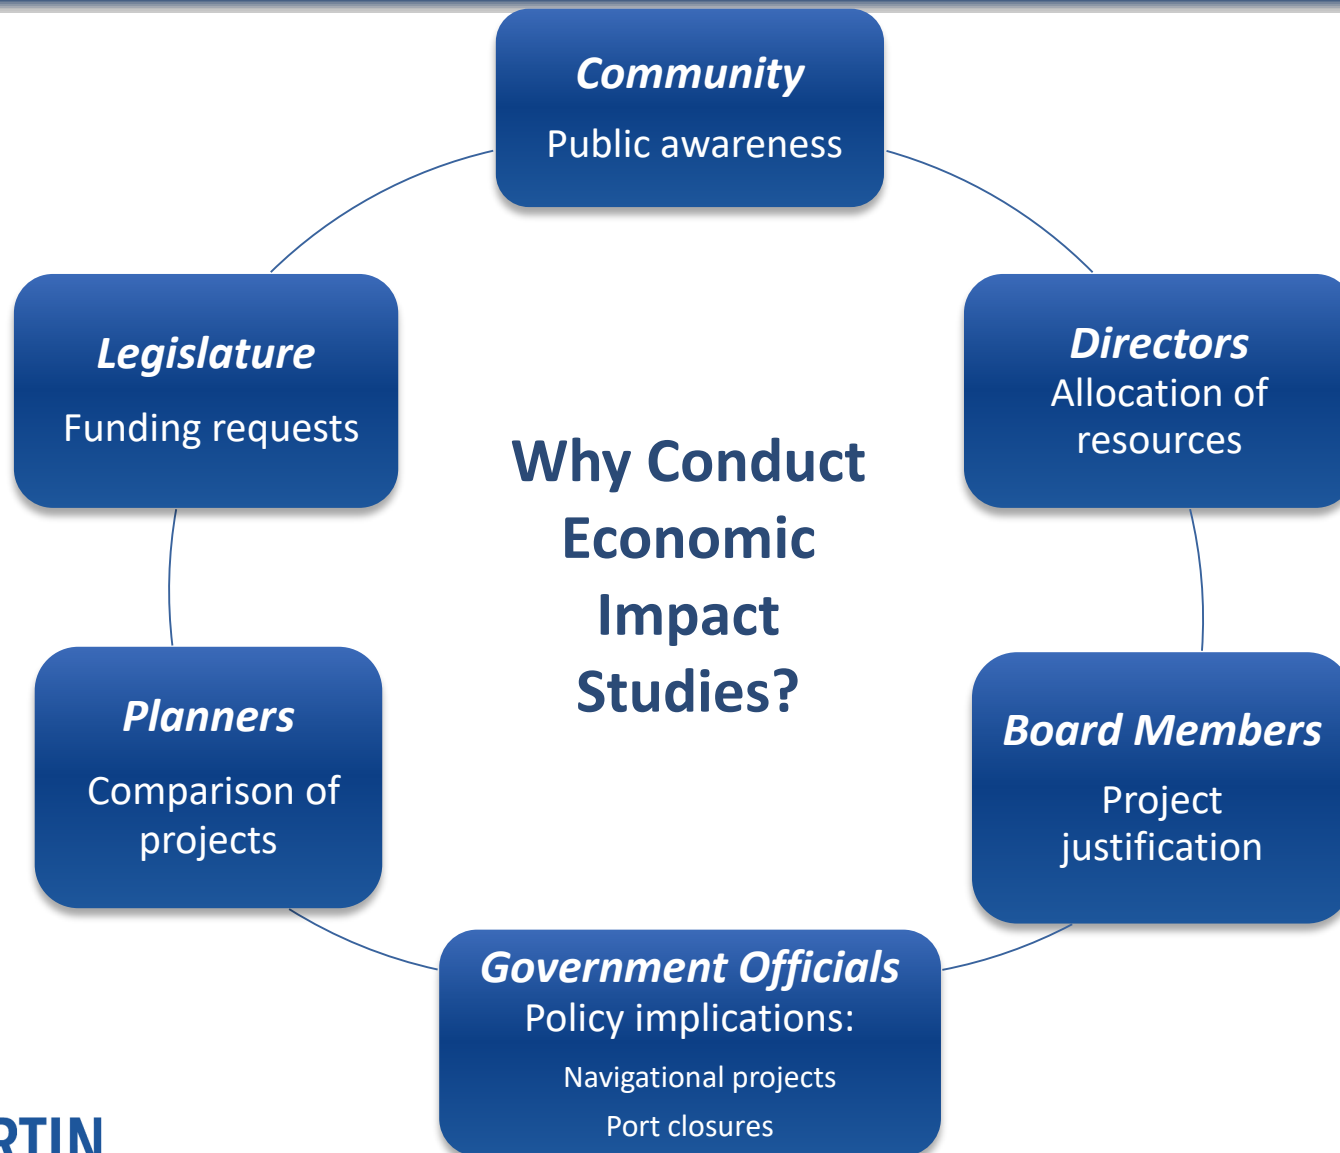 Community
Public awareness
Legislature
Funding requests
Directors
Allocation of
resources
Why Conduct
Economic
Impact
Studies?
Planners
Comparison of
projects
Board Members
Project
justification
Government Officials
Policy implications:
Navigational projects
Port closures
RTIN